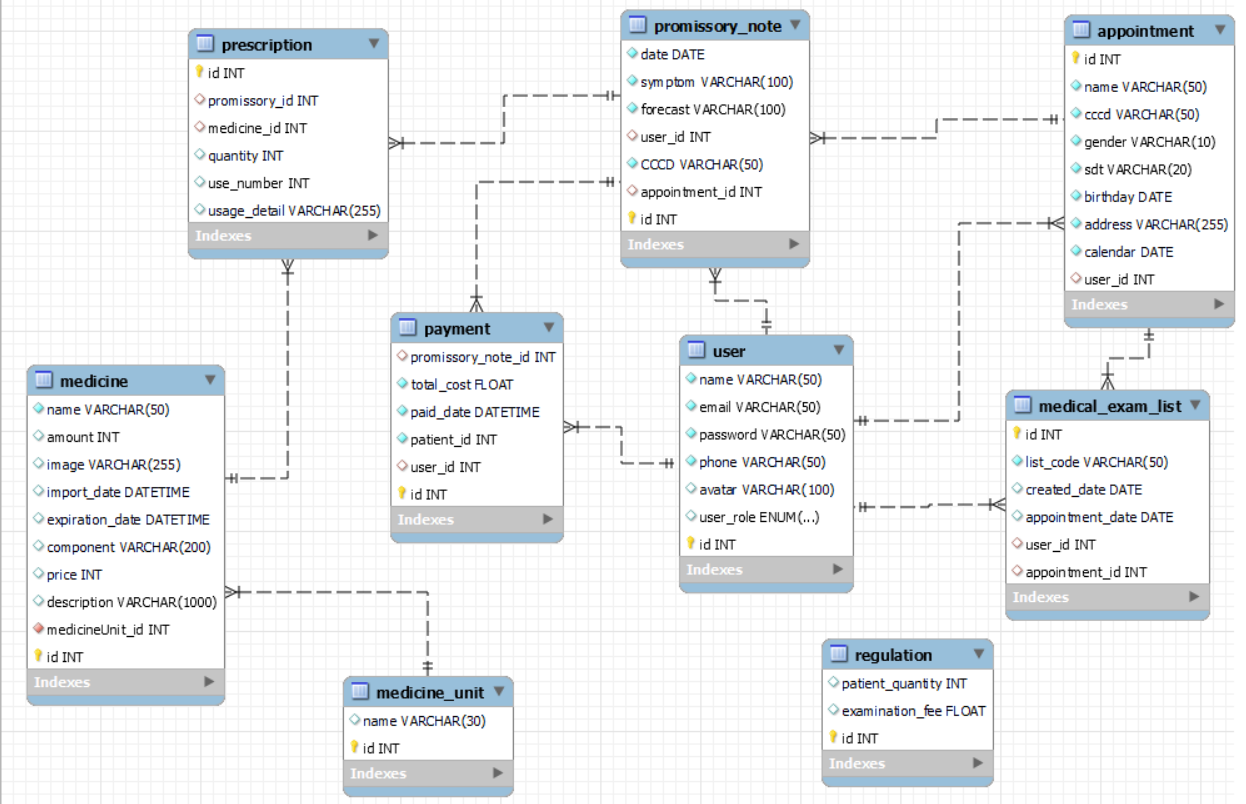 prescription
id INT
promissory_id INT
medicine_id INT
quantity INT
use_number INT
usage_detail VARCHAR(255)
Indexes
promissory_note
date DATE
symptom VARCHAR(100)
forecast VARCHAR(100)
user_id INT
CCCD VARCHAR(50)
appointment_id INT
id INT
Indexes
appointment
id INT
name VARCHAR(50)
cccd VARCHAR(50)
gender VARCHAR(10)
sdt VARCHAR(20)
birthday DATE
address VARCHAR(255)
calendar DATE
user_id INT
Indexes
payment
promissory_note_id INT
total_cost FLOAT
paid_date DATETIME
patient_id INT
user_id INT
id INT
Indexes
user
name VARCHAR(50)
email VARCHAR(50)
password VARCHAR(50)
phone VARCHAR(50)
avatar VARCHAR(100)
user_role ENUM(...)
id INT
Indexes
medicine
name VARCHAR(50)
amount INT
image VARCHAR(255)
import_date DATETIME
expiration_date DATETIME
component VARCHAR(200)
price INT
description VARCHAR(1000)
medicineUnit_id INT
id INT
Indexes
medical_exam_list
id INT
list_code VARCHAR(50)
created_date DATE
appointment_date DATE
user_id INT
appointment_id INT
Indexes
medicine_unit
name VARCHAR(30)
id INT
Indexes
regulation
patient_quantity INT
examination_fee FLOAT
id INT
Indexes